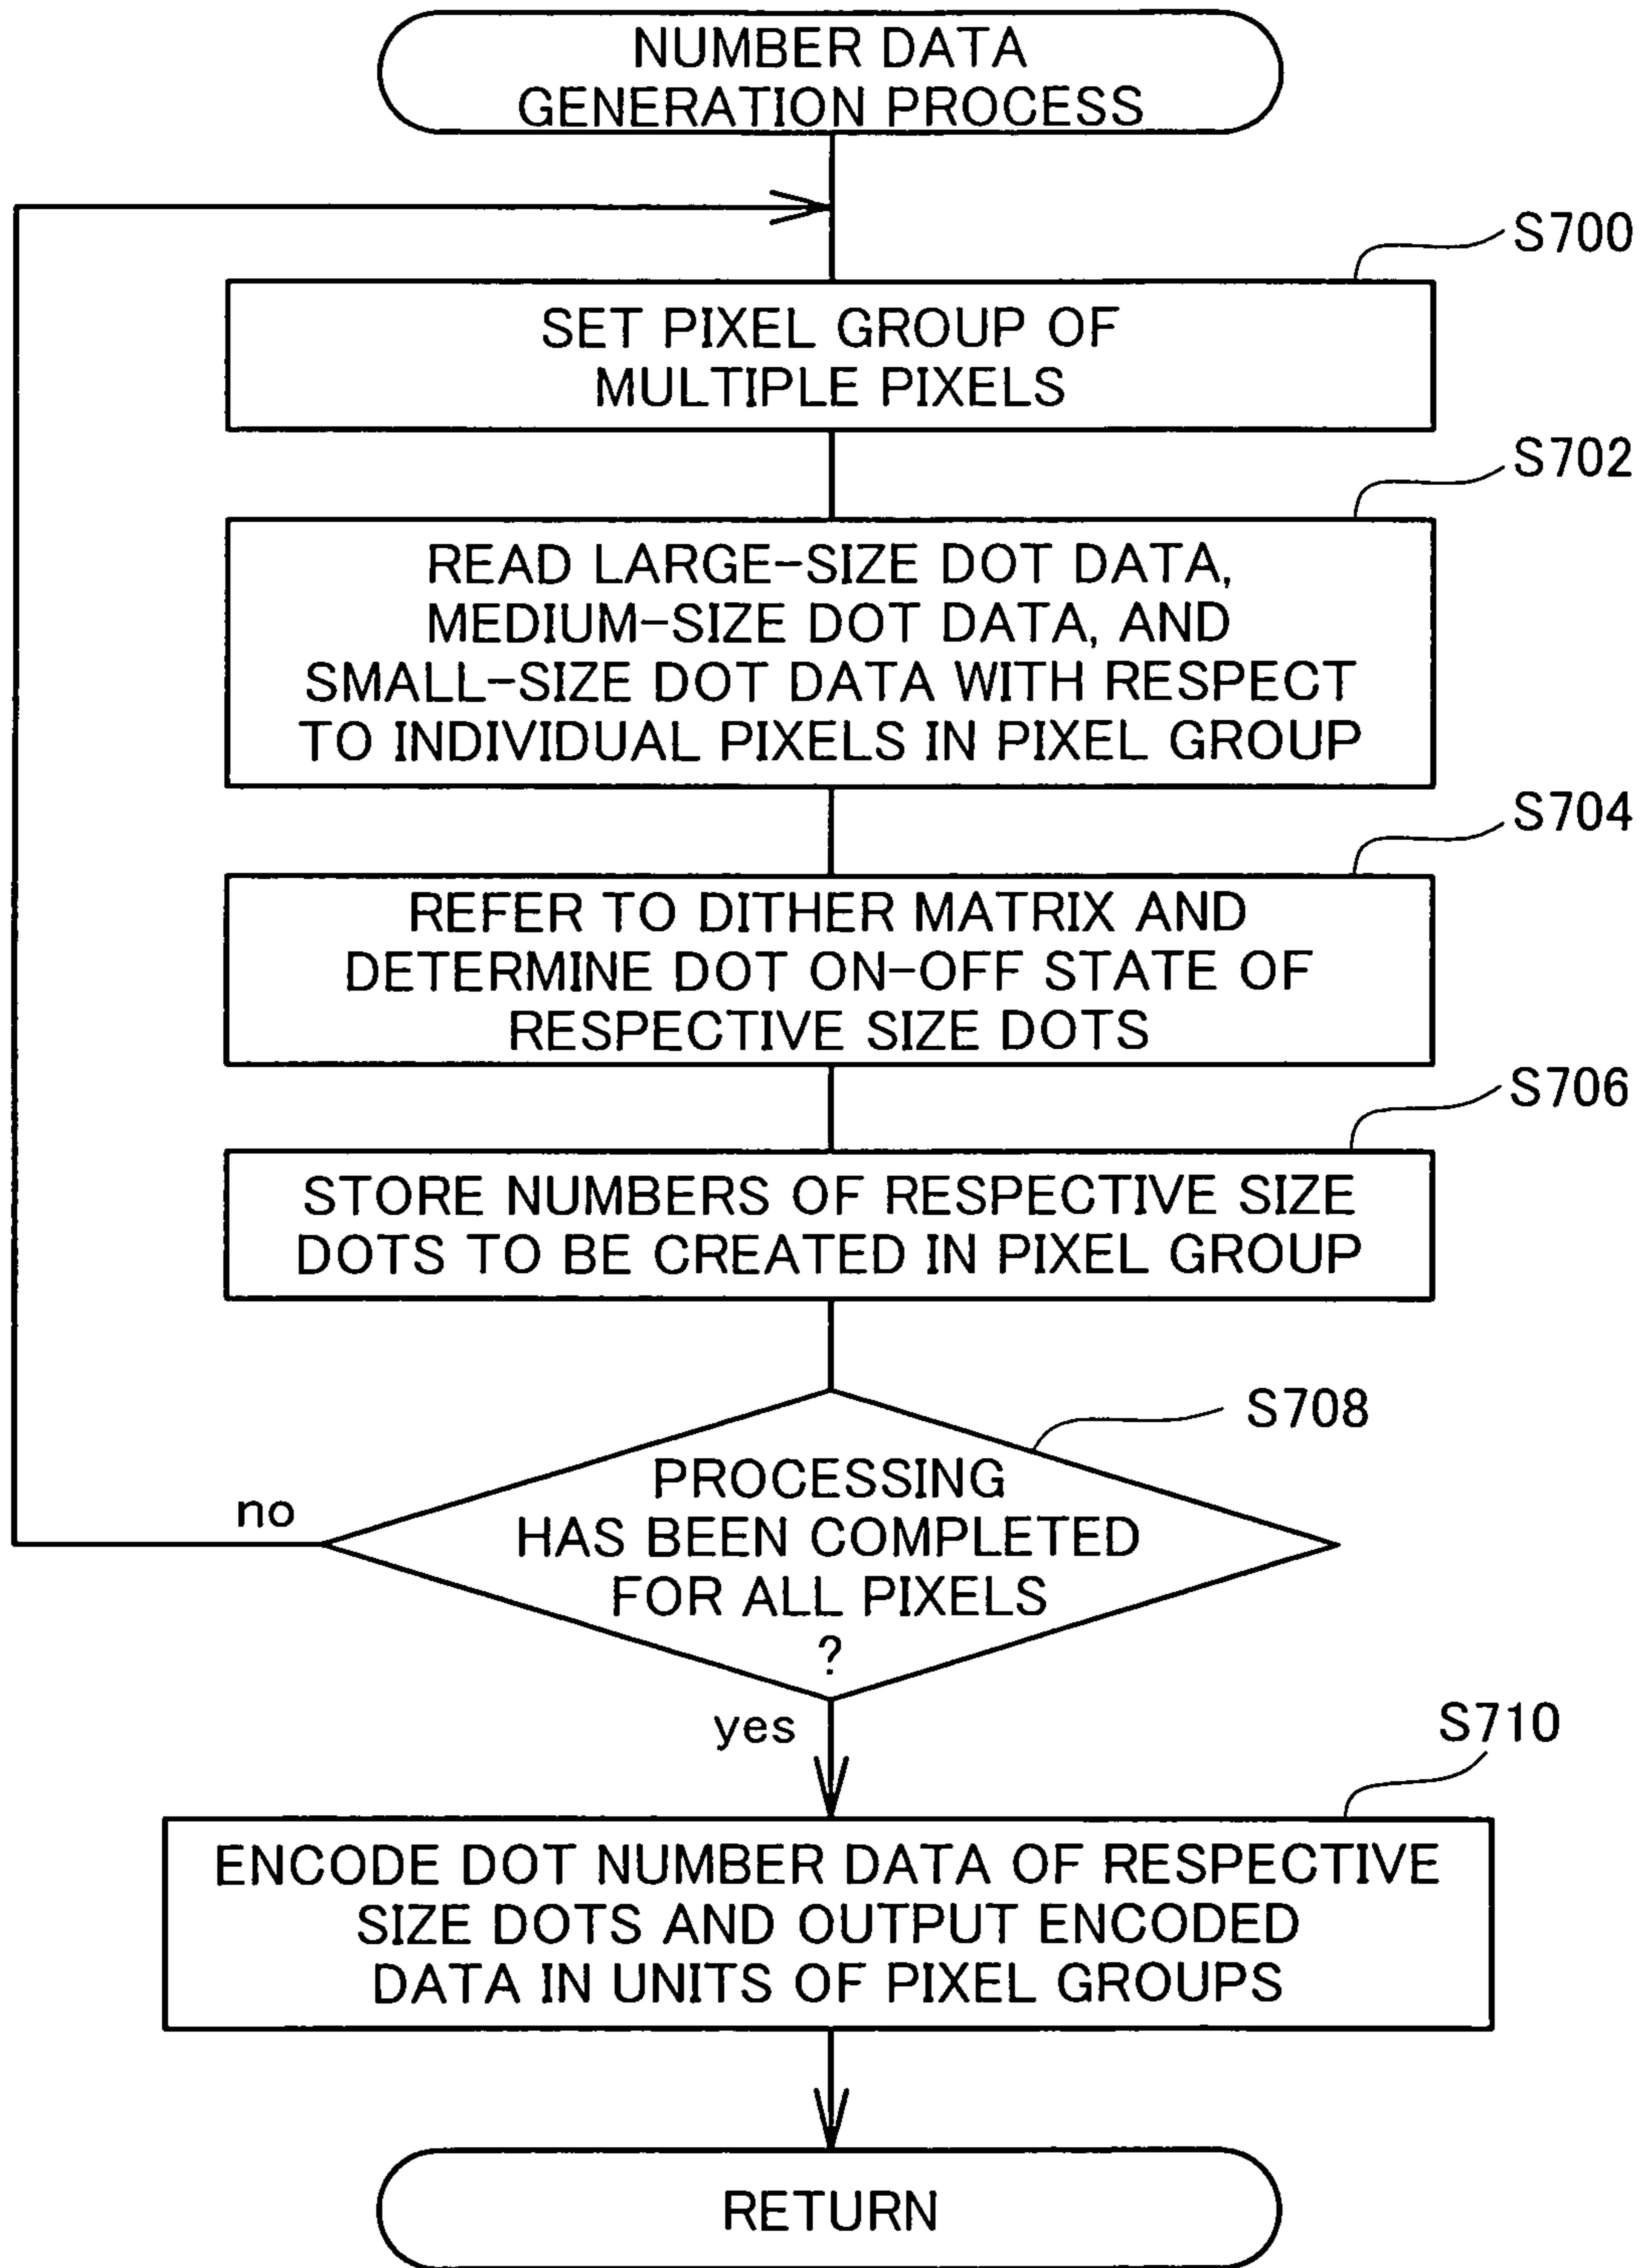 NUMBER DATA
GENERATION PROCESS
S700
SET PIXEL GROUP OF
MULTIPLE PIXELS
S702
READ LARGE-SIZE DOT DATA,
MEDIUM-SIZE DOT DATA, AND
SMALL-SIZE DOT DATA WITH RESPECT
TO INDIVIDUAL PIXELS IN PIXEL GROUP
S704
REFER TO DITHER MATRIX AND
DETERMINE DOT ON-OFF STATE OF
RESPECTIVE SIZE DOTS
S706
STORE NUMBERS OF RESPECTIVE SIZE
DOTS TO BE CREATED IN PIXEL GROUP
S708
PROCESSING
HAS BEEN COMPLETED
FOR ALL PIXELS
?
no
yes
S710
ENCODE DOT NUMBER DATA OF RESPECTIVE
SIZE DOTS AND OUTPUT ENCODED
DATA IN UNITS OF PIXEL GROUPS
RETURN